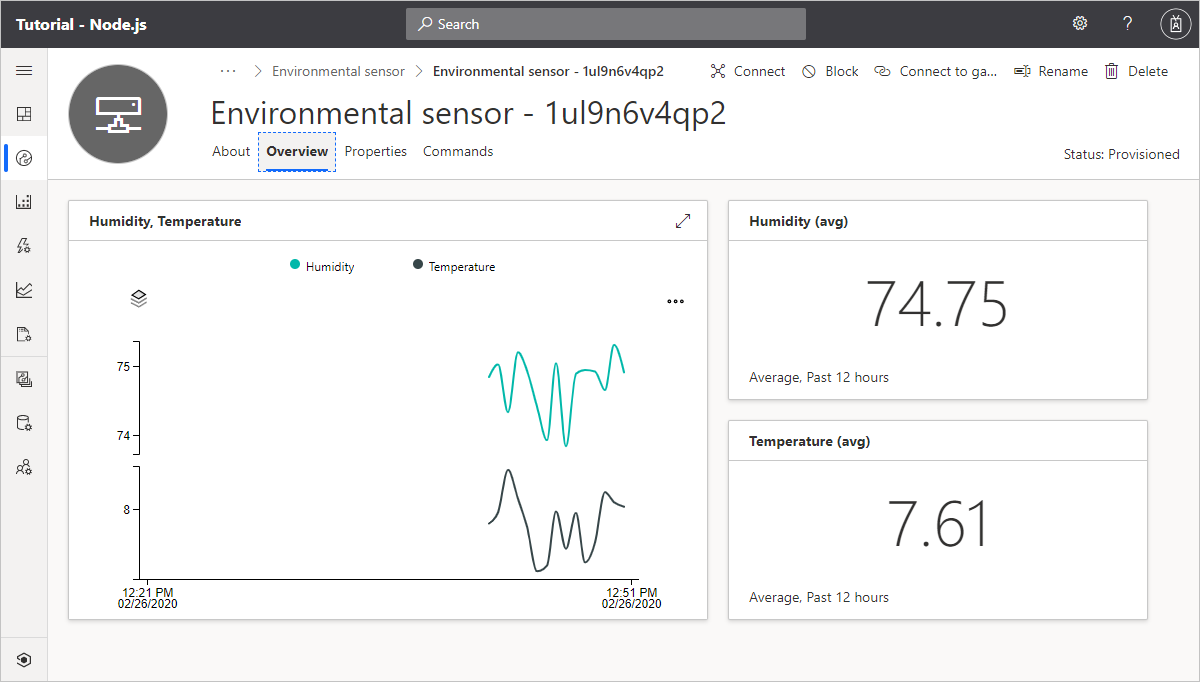 Tutorial - Node.js
Search
?
... > Environmental sensor > Environmental sensor - 1ul9n6v4qp2
Connect
Block
Connect to ga...
Rename
Delete
Environmental sensor - 1ul9n6v4qp2
About
Overview
Properties
Commands
Status: Provisioned
Humidity, Temperature
Humidity
Temperature
75
74
8
12:21 PM
02/26/2020
12:51 PM
02/26/2020
Humidity (avg)
74.75
Average, Past 12 hours
Temperature (avg)
7.61
Average, Past 12 hours